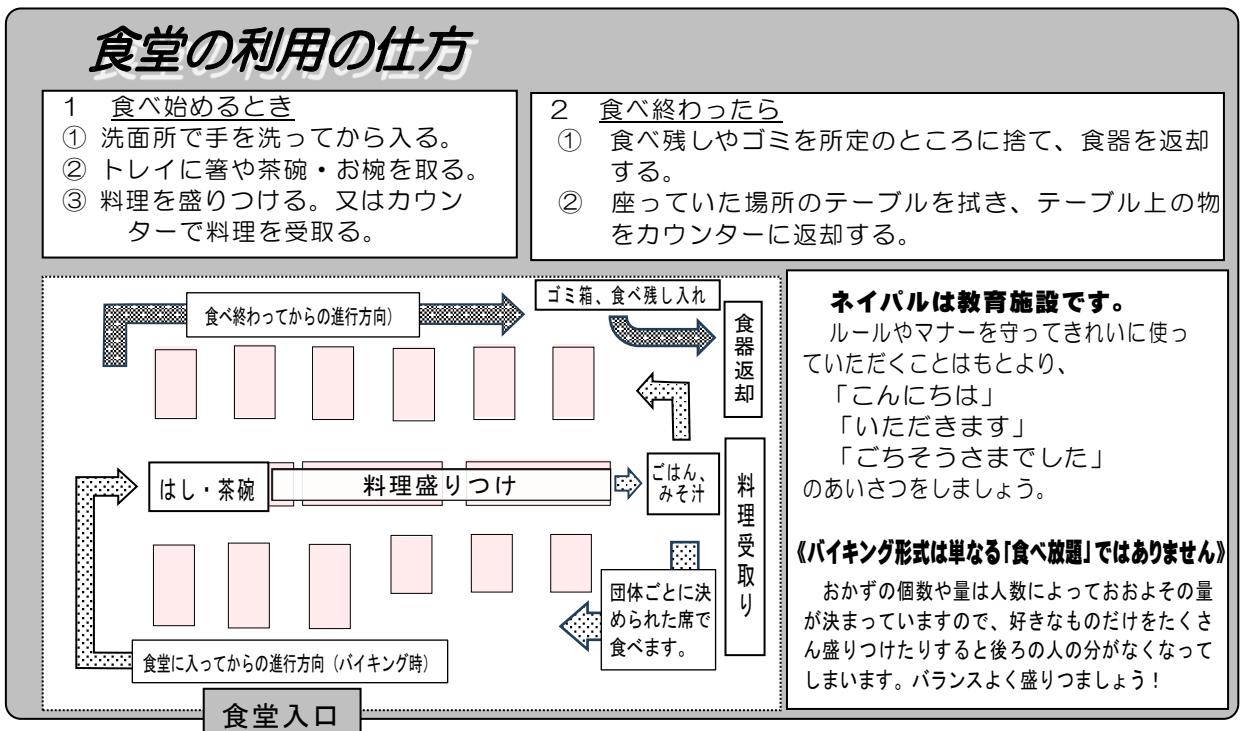 食堂の利用の仕方
1　食べ始めるとき
① 洗面所で手を洗ってから入る。
② トレイに箸や茶碗・お椀を取る。
③ 料理を盛りつける。又はカウン
ターで料理を受取る。
2　食べ終わったら
①　食べ残しやゴミを所定のところに捨て、食器を返却
する。
②　座っていた場所のテーブルを拭き、テーブル上の物
をカウンターに返却する。
食べ終わってからの進行方向）
ゴミ箱、食べ残し入れ
食器返却
はし・茶碗
料理盛りつけ
ごはん、
みそ汁
料理受取り
団体ごとに決
められた席で
食べます。
食堂に入ってからの進行方向（バイキング時）
食堂入口
ネイパルは教育施設です。
ルールやマナーを守ってきれいに使っ
ていただくことはもとより、
「こんにちは」
「いただきます」
「ごちそうさまでした」
のあいさつをしましょう。
《バイキング形式は単なる「食べ放題」ではありません》
おかずの個数や量は人数によっておおよその量
が決まっていますので、好きなものだけをたくさ
ん盛りつけたりすると後ろの人の分がなくなって
しまいます。バランスよく盛りつましょう！